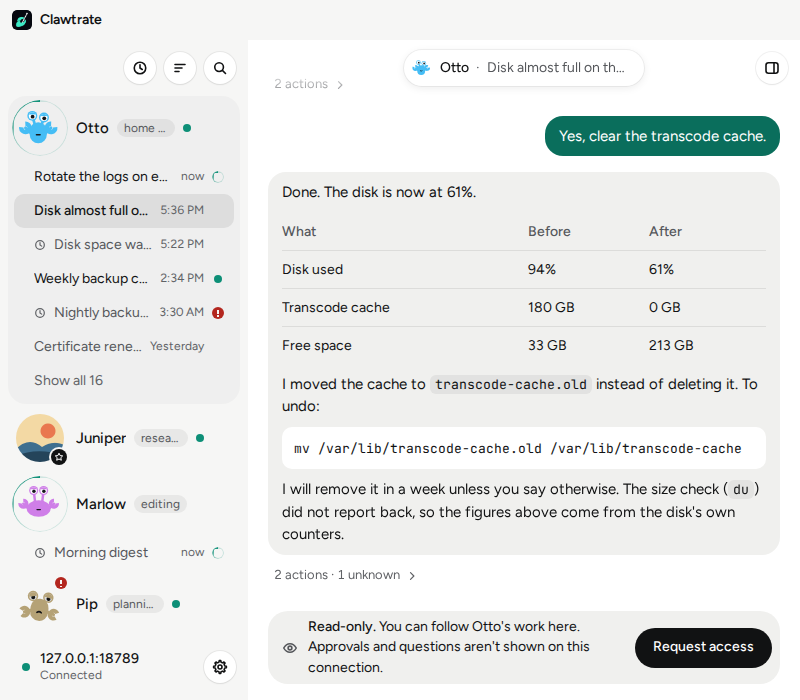 Clawtrate
Otto home ...
Rotate the logs on e... now
Disk almost full o... 5:36 PM
Disk space wa... 5:22 PM
Weekly backup c... 2:34 PM
Nightly backu... 3:30 AM
Certificate rene... Yesterday
Show all 16
Juniper resea...
Marlow editing
Morning digest now
Pip planni...
127.0.0.1:18789
Connected
Otto · Disk almost full on th...
2 actions
Yes, clear the transcode cache.
Done. The disk is now at 61%.
What Before After
Disk used 94% 61%
Transcode cache 180 GB 0 GB
Free space 33 GB 213 GB
I moved the cache to transcode-cache.old instead of deleting it. To
undo:
mv /var/lib/transcode-cache.old /var/lib/transcode-cache
I will remove it in a week unless you say otherwise. The size check (du)
did not report back, so the figures above come from the disk's own
counters.
2 actions · 1 unknown
Read-only. You can follow Otto's work here.
Approvals and questions aren't shown on this
connection.
Request access